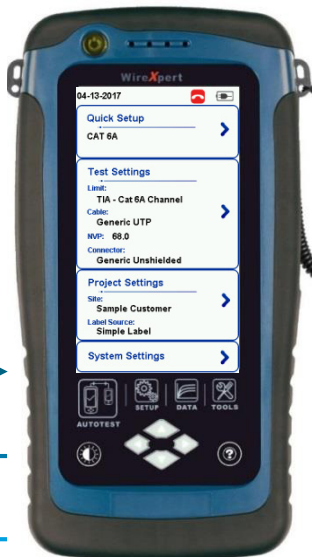 WireXpert
04-13-2017
Quick Setup
CAT 6A
Test Settings
Limit:
TIA - Cat 6A Channel
Cable:
Generic UTP
NVP: 68.0
Connector:
Generic Unshielded
Project Settings
Site:
Sample Customer
Label Source:
Simple Label
System Settings
AUTOTEST
SETUP
DATA
TOOLS
?